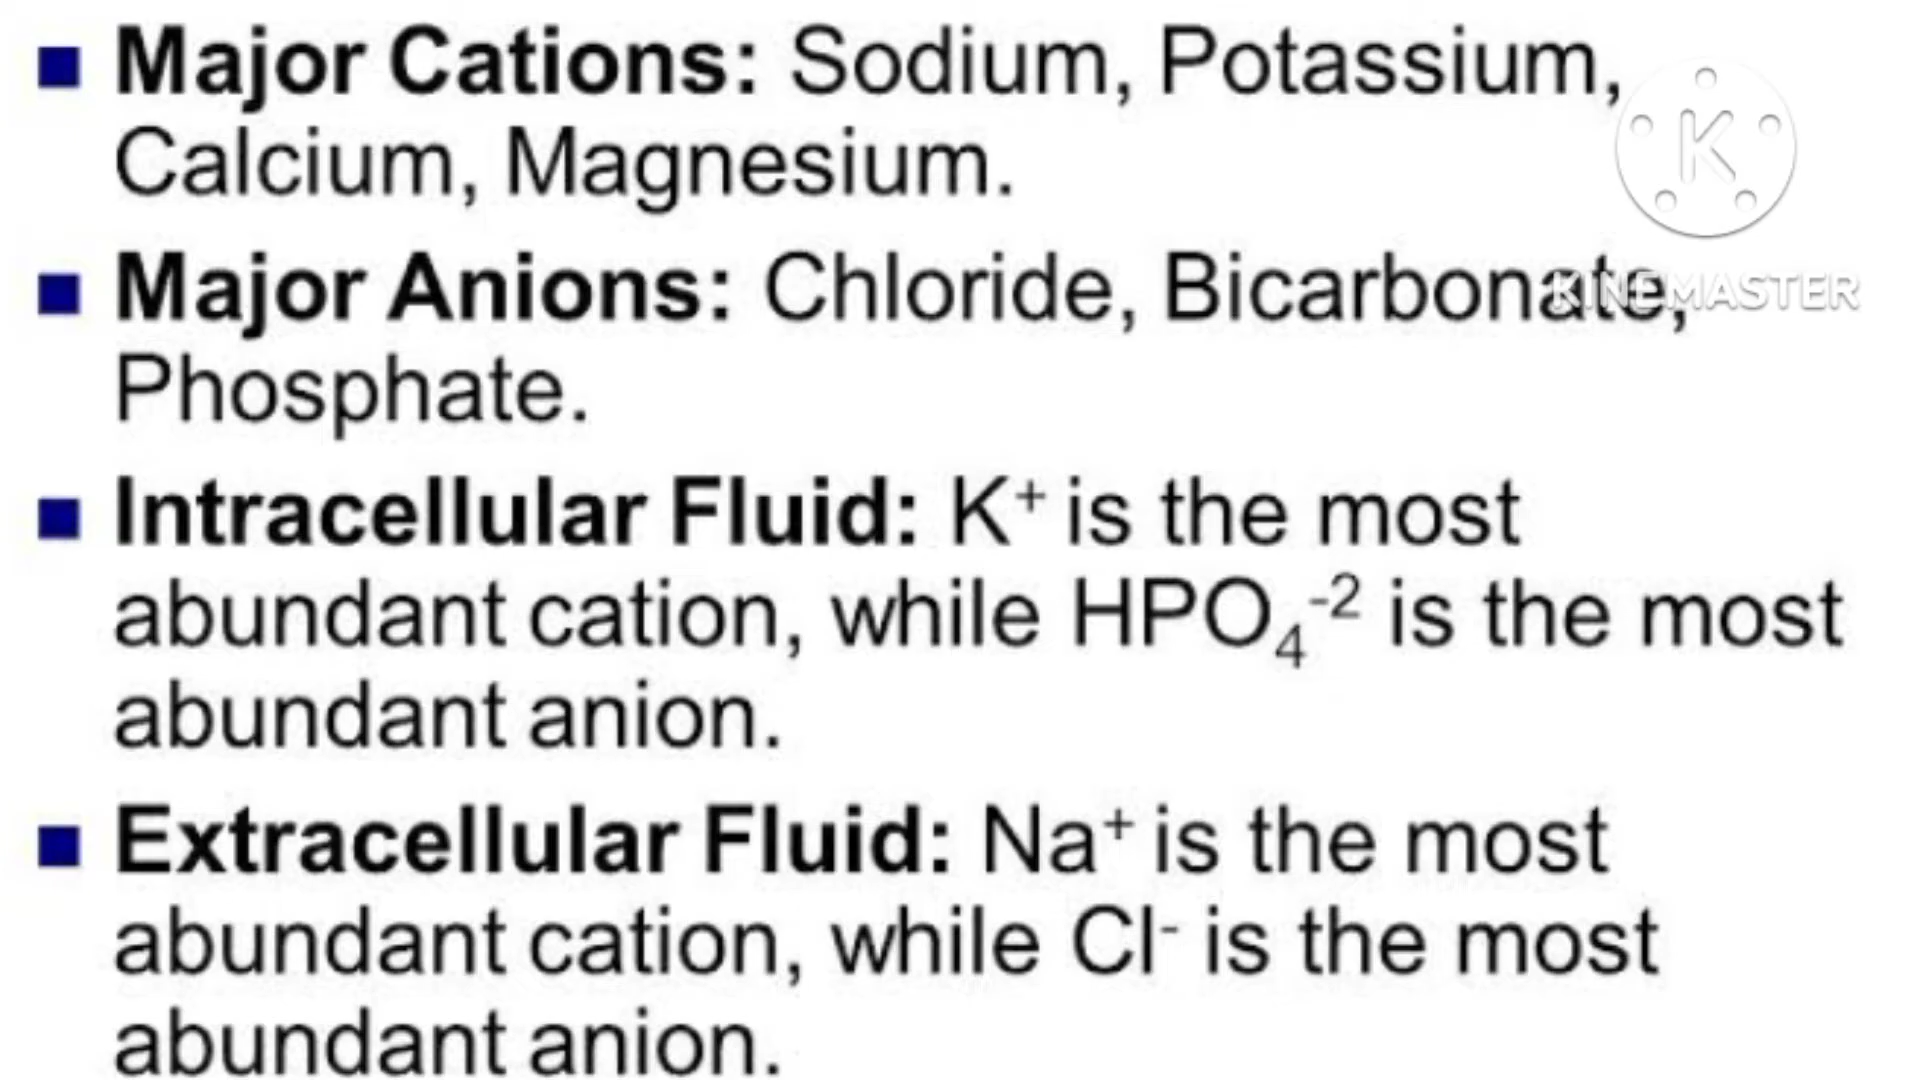 Major Cations: Sodium, Potassium,
Calcium, Magnesium.
Major Anions: Chloride, Bicarbonate,
Phosphate.
Intracellular Fluid: K⁺ is the most
abundant cation, while HPO₄⁻² is the most
abundant anion.
Extracellular Fluid: Na⁺ is the most
abundant cation, while Cl⁻ is the most
abundant anion.
K
KINEMASTER